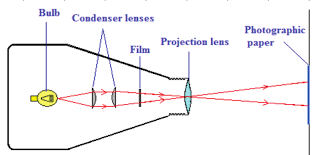 Bulb
Condenser lenses
Film
Projection lens
Photographic
paper